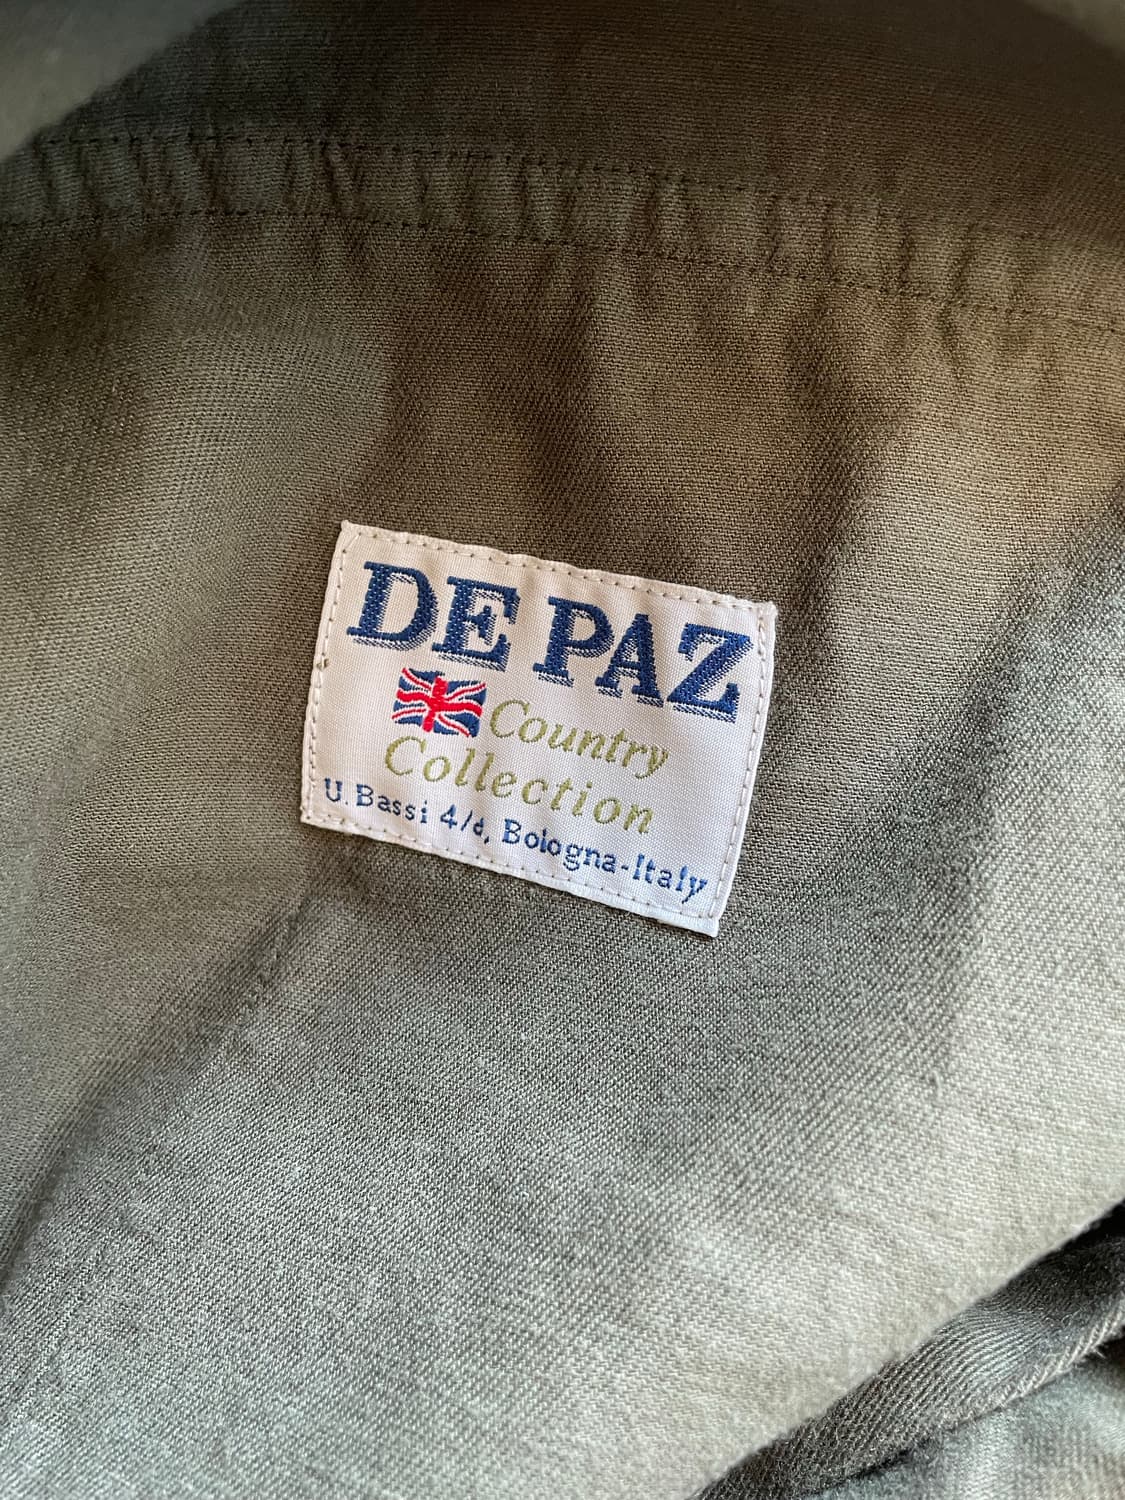 DE PAZ
Country
Collection
U. Bassi 4/d, Bologna-Italy